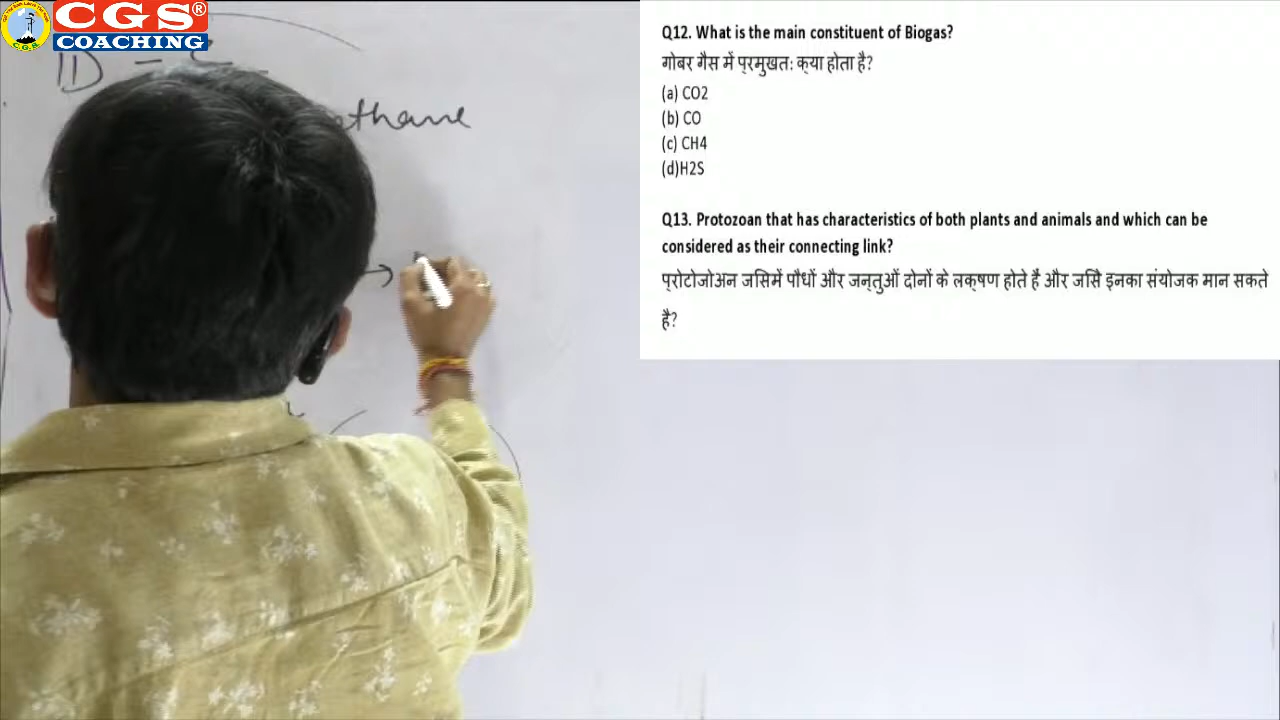 CGS®
COACHING
C.G.S.
Q12. What is the main constituent of Biogas?
गोबर गैस में प्रमुखत: क्या होता है?
(a) CO2
(b) CO
(c) CH4
(d)H2S
Q13. Protozoan that has characteristics of both plants and animals and which can be
considered as their connecting link?
प्रोटोजोअन जिसमें पौधों और जन्तुओं दोनों के लक्षण होते हैं और जिसे इनका संयोजक मान सकते
है?